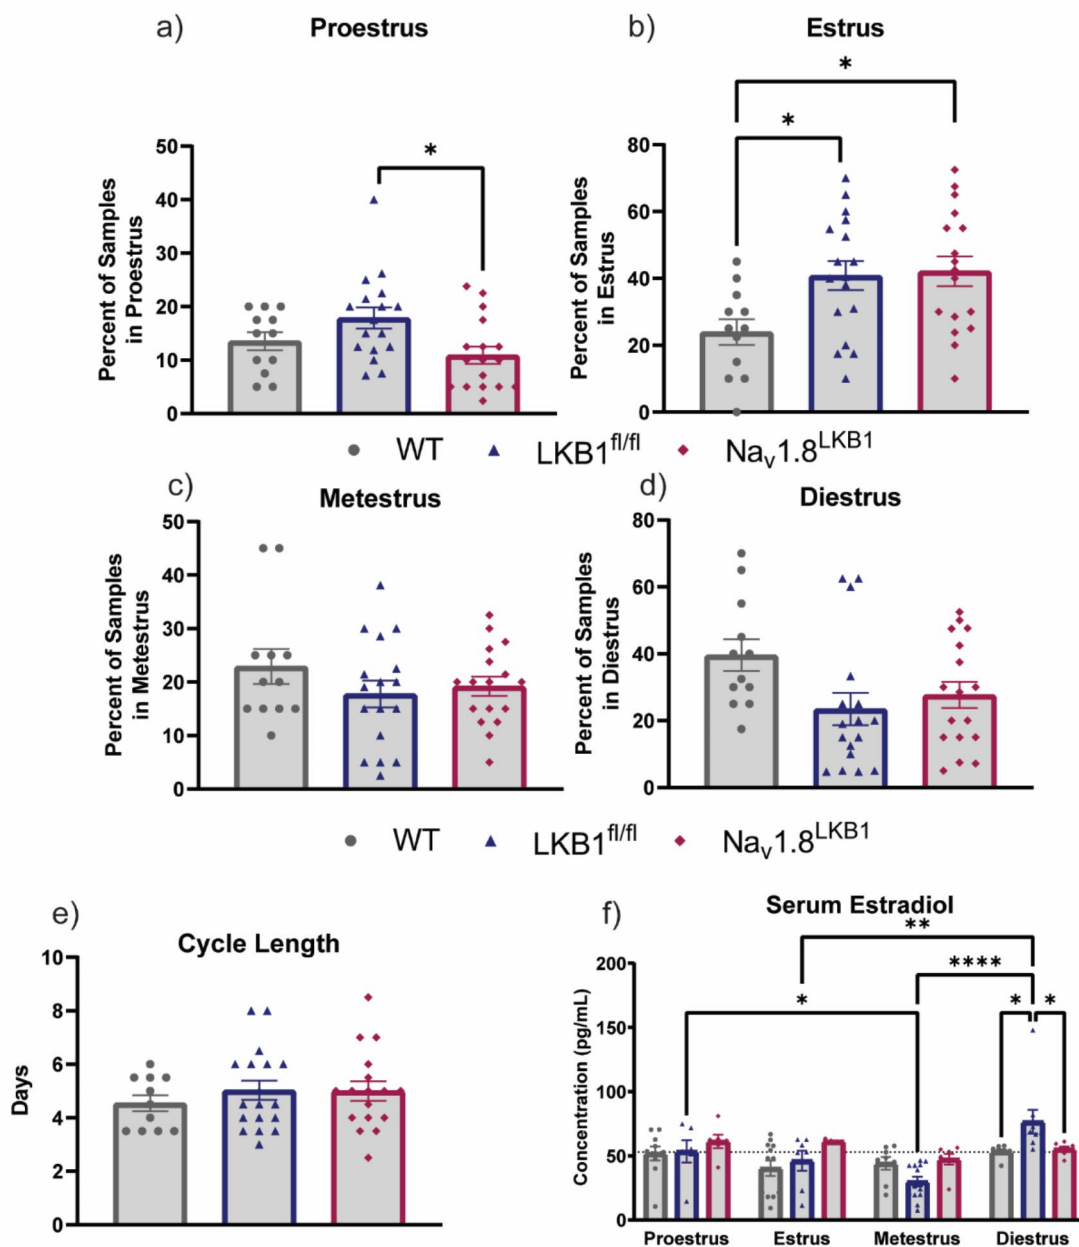 a)
Proestrus
Percent of Samples
in Proestrus
50
40
30
20
10
0
*
b)
Estrus
Percent of Samples
in Estrus
80
60
40
20
0
*
*
WT
LKB1fl/fl
Nav1.8LKB1
c)
Metestrus
Percent of Samples
in Metestrus
50
40
30
20
10
0
d)
Diestrus
Percent of Samples
in Diestrus
80
60
40
20
0
WT
LKB1fl/fl
Nav1.8LKB1
e)
Cycle Length
Days
10
8
6
4
2
0
f)
Serum Estradiol
Concentration (pg/mL)
200
150
100
50
0
**
****
*
*
*
Proestrus
Estrus
Metestrus
Diestrus